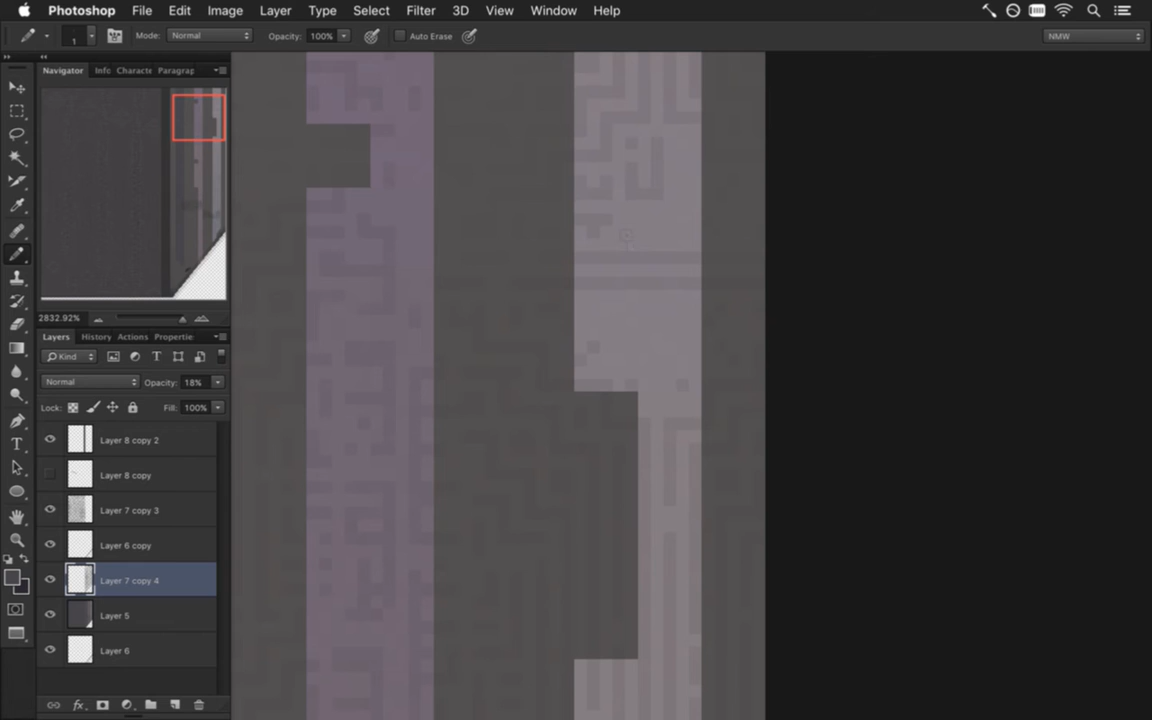 Photoshop File Edit Image Layer Type Select Filter 3D View Window Help
1 Mode: Normal Opacity: 100% Auto Erase NMW
Navigator Info Characte Paragrap
2832.92%
Layers History Actions Propertie
Kind T
Normal Opacity: 18%
Lock: Fill: 100%
Layer 8 copy 2
Layer 8 copy
Layer 7 copy 3
Layer 6 copy
Layer 7 copy 4
Layer 5
Layer 6
fx